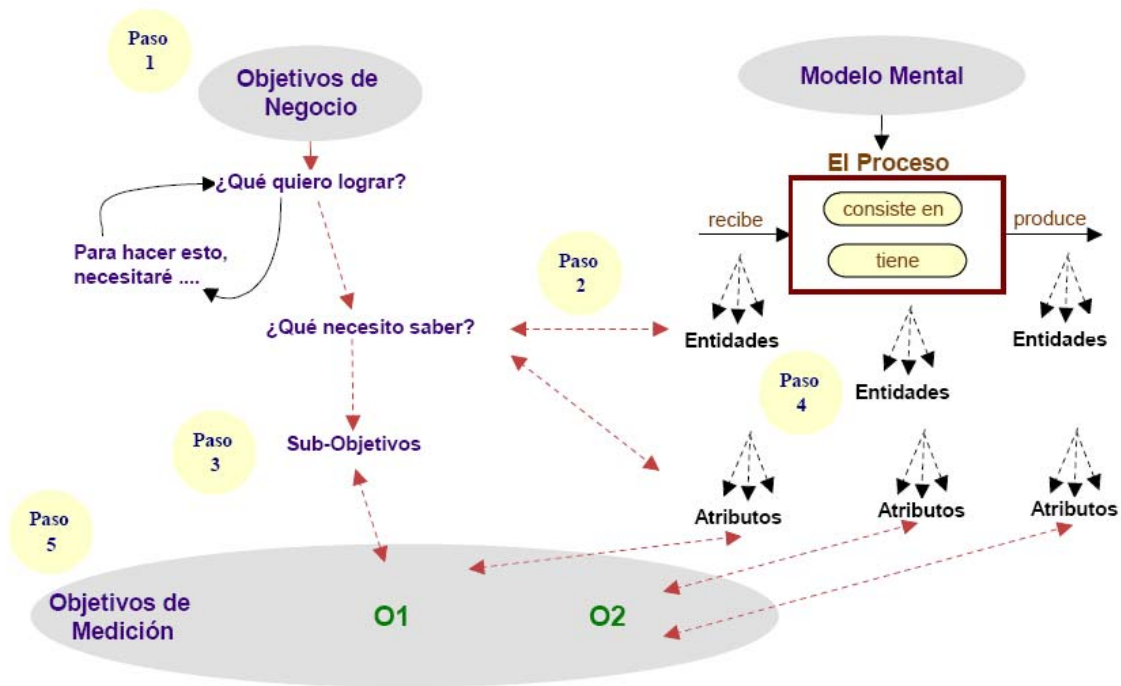 Paso
1
Objetivos de
Negocio
¿Qué quiero lograr?
Para hacer esto,
necesitaré ....
¿Qué necesito saber?
Paso
2
Paso
3
Sub-Objetivos
Paso
5
Objetivos de
Medición
O1
O2
Modelo Mental
El Proceso
recibe
consiste en
tiene
produce
Entidades
Entidades
Entidades
Paso
4
Atributos
Atributos
Atributos